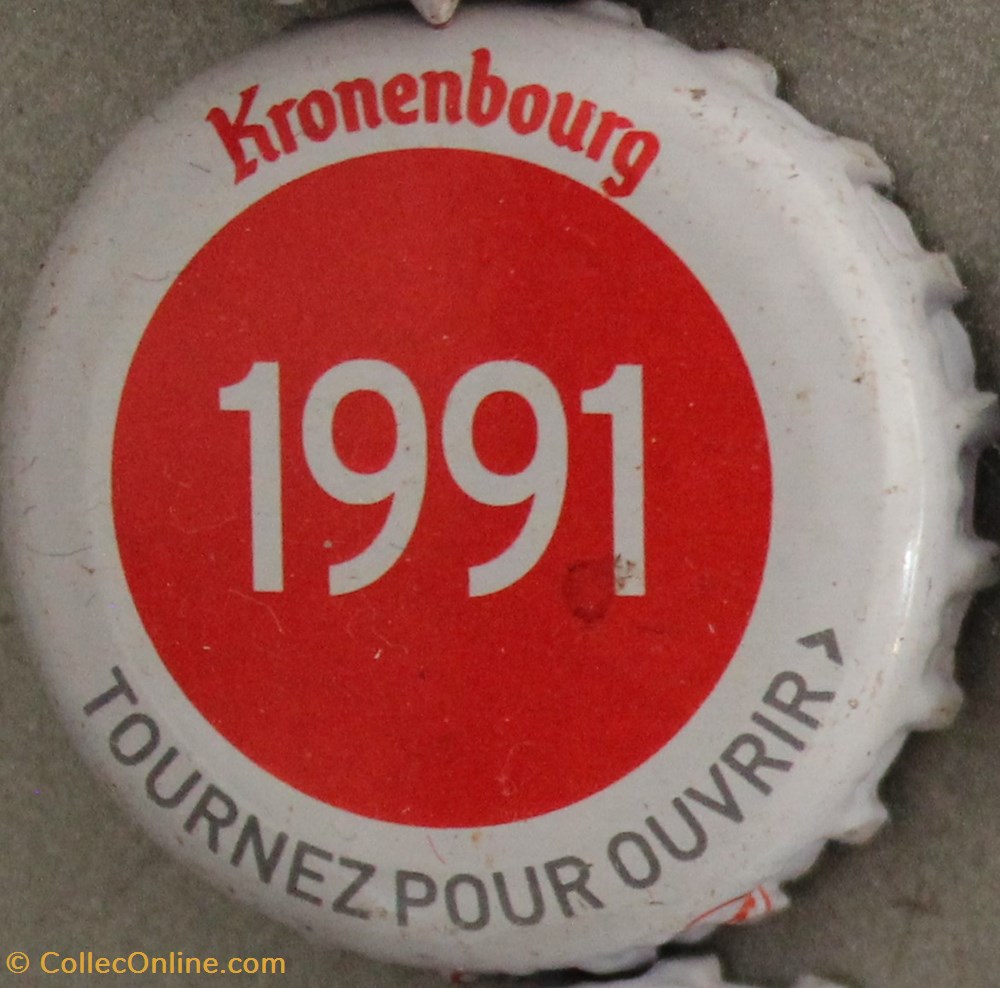 Kronenbourg
1991
TOURNEZ POUR OUVRIR >
© CollecOnline.com